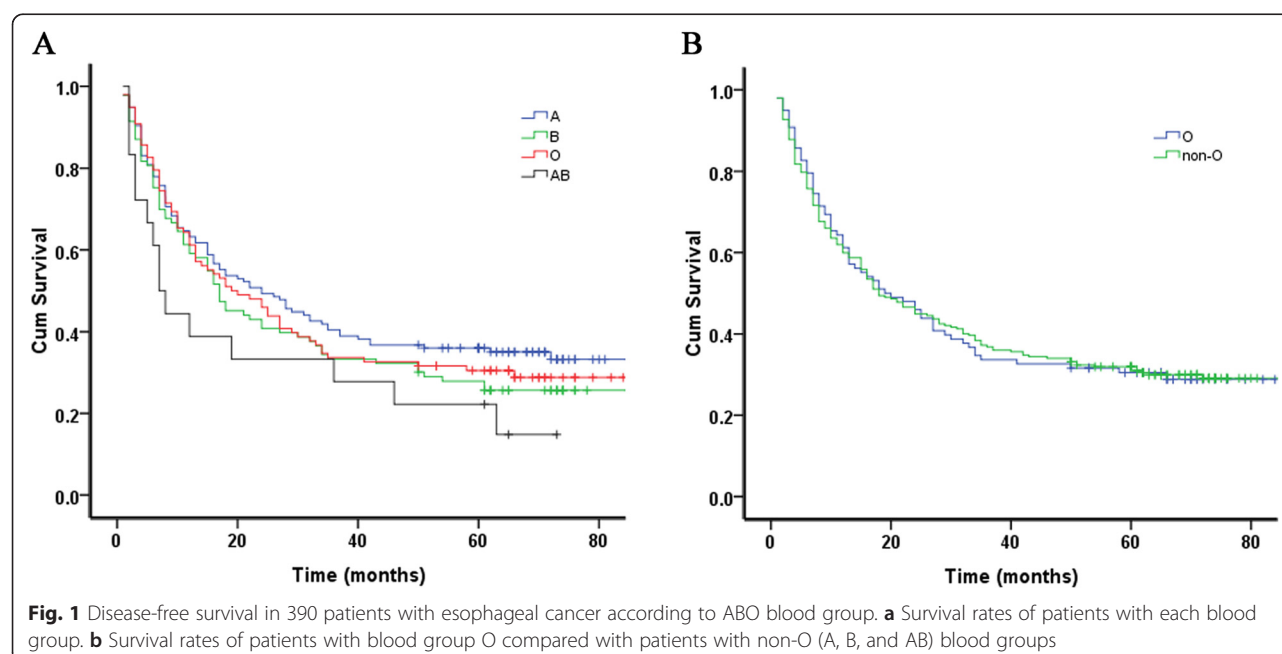 A
B
1.0
0.8
0.6
0.4
0.2
0.0
Cum Survival
A
B
O
AB
0
20
40
60
80
Time (months)
1.0
0.8
0.6
0.4
0.2
0.0
Cum Survival
O
non-O
0
20
40
60
80
Time (months)
Fig. 1 Disease-free survival in 390 patients with esophageal cancer according to ABO blood group. a Survival rates of patients with each blood
group. b Survival rates of patients with blood group O compared with patients with non-O (A, B, and AB) blood groups